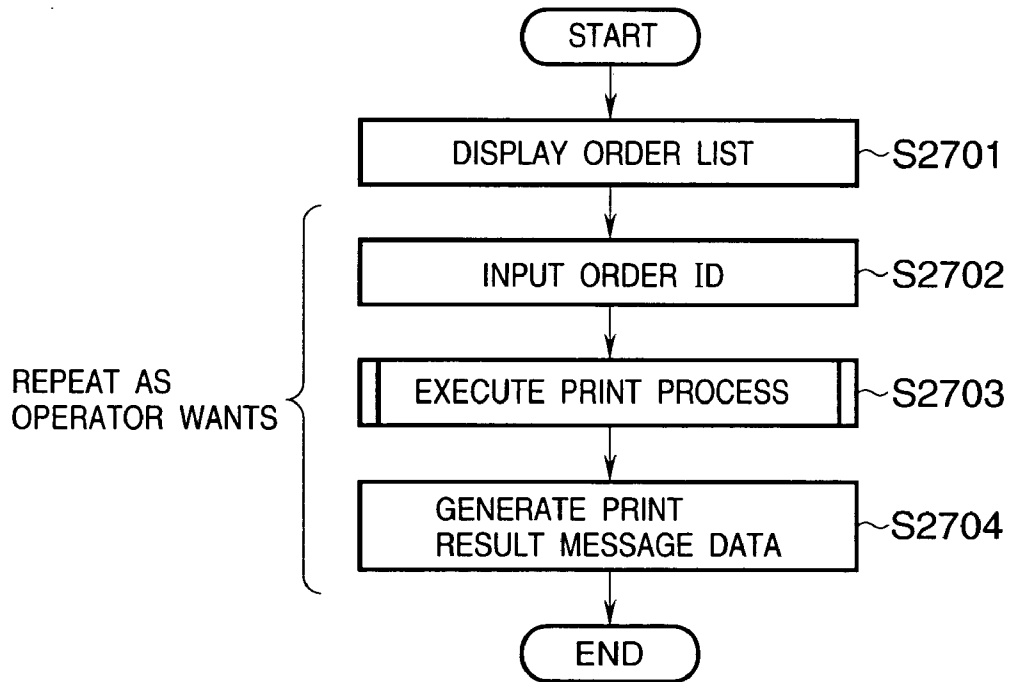 START
DISPLAY ORDER LIST
S2701
INPUT ORDER ID
S2702
REPEAT AS
OPERATOR WANTS
EXECUTE PRINT PROCESS
S2703
GENERATE PRINT
RESULT MESSAGE DATA
S2704
END